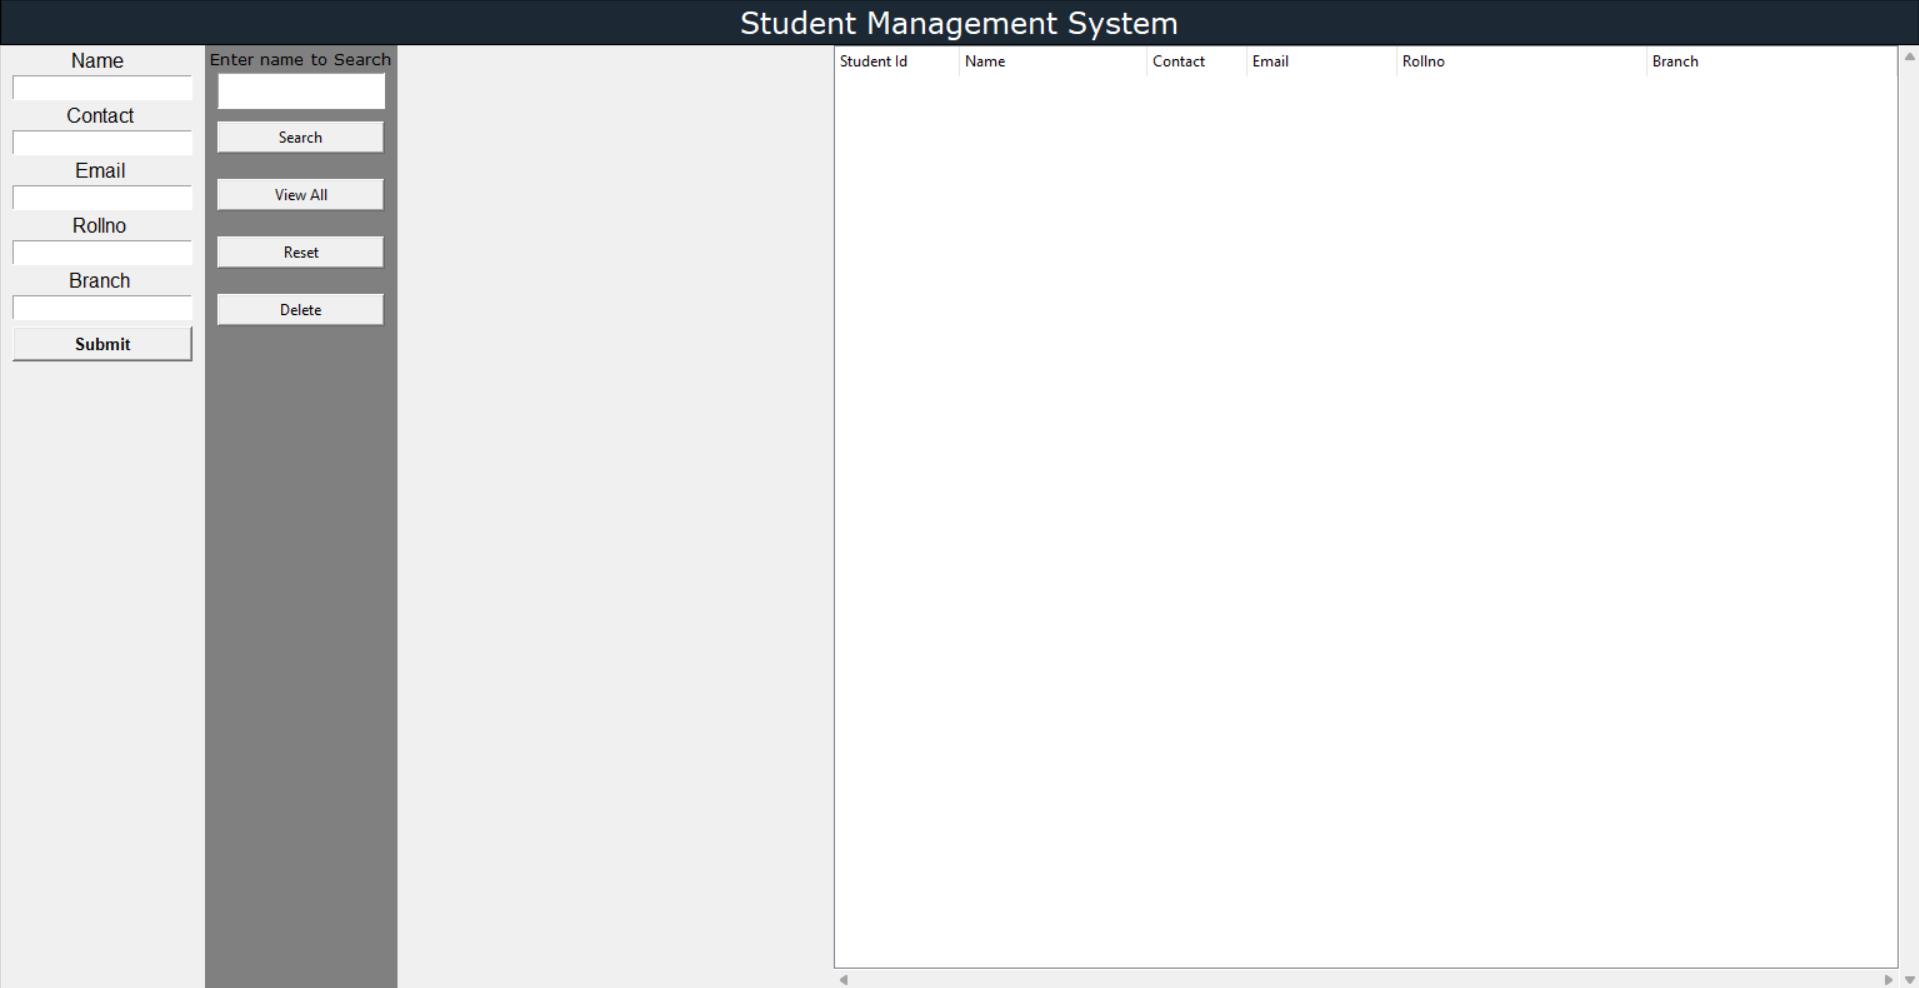 Student Management System
Name
Contact
Email
Rollno
Branch
Submit
Enter name to Search
Search
View All
Reset
Delete
Student Id Name Contact Email Rollno Branch